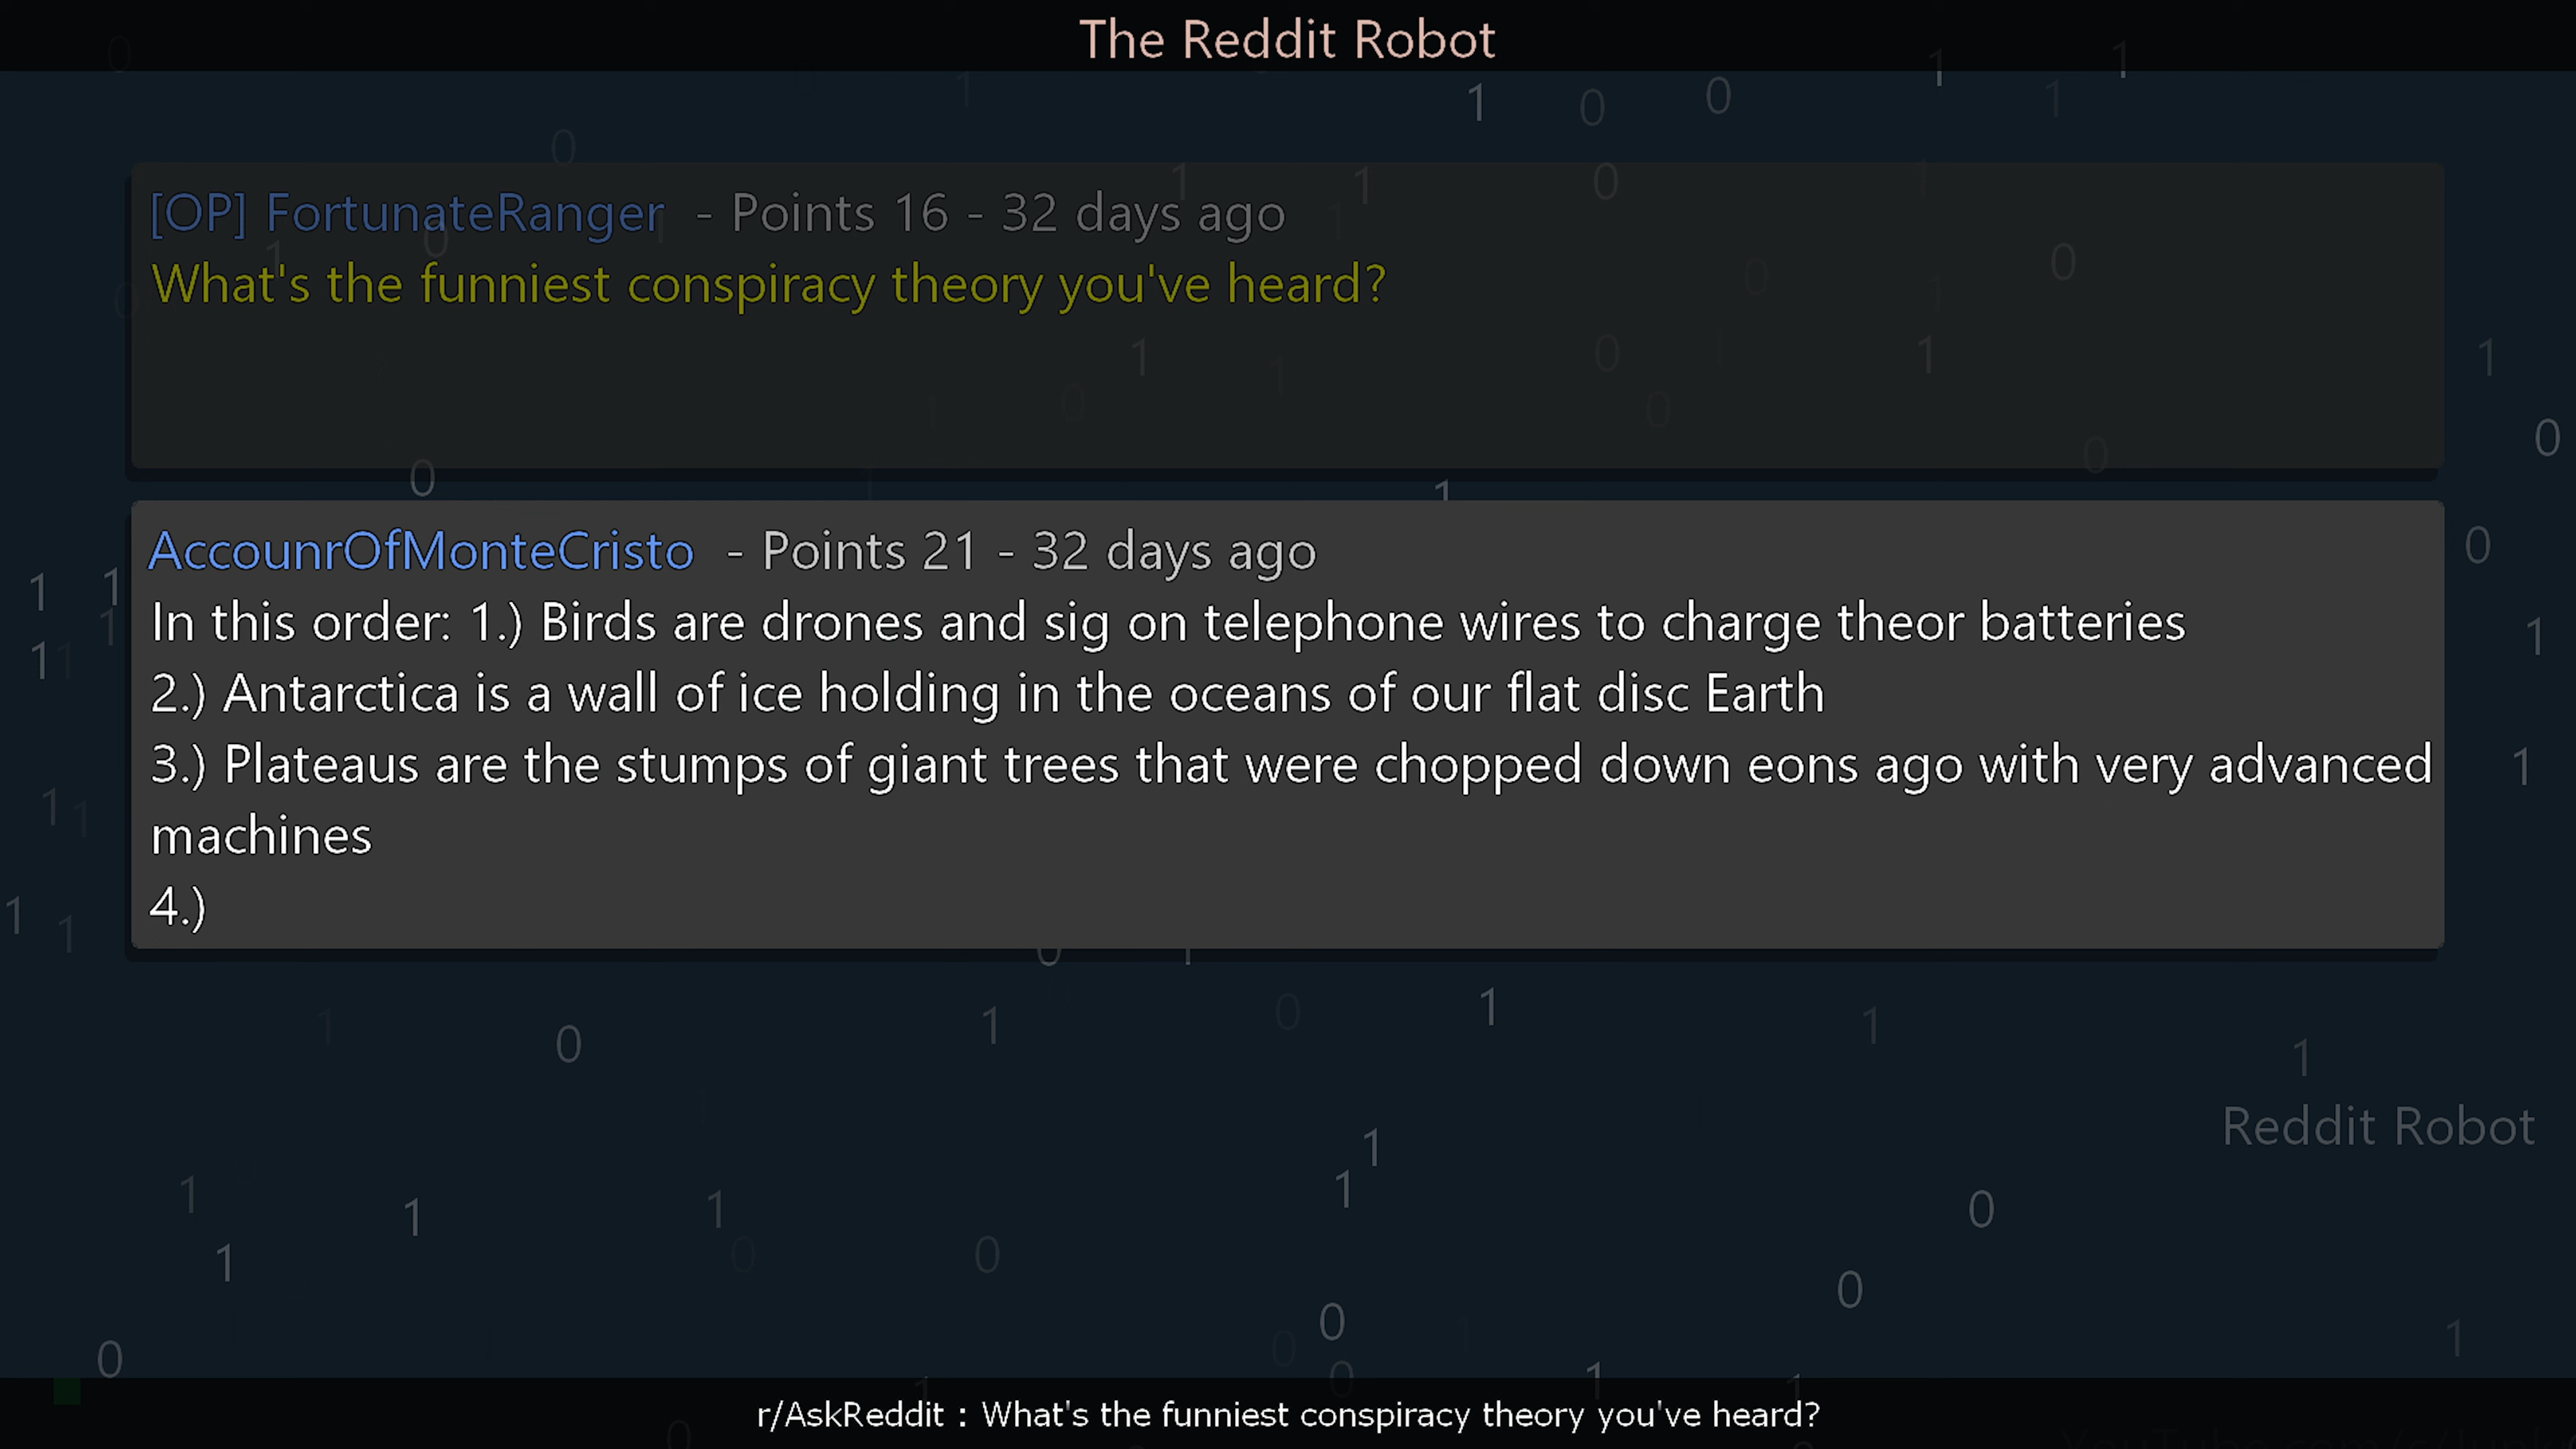 The Reddit Robot
[OP] FortunateRanger - Points 16 - 32 days ago
What's the funniest conspiracy theory you've heard?
AccounrOfMonteCristo - Points 21 - 32 days ago
In this order: 1.) Birds are drones and sig on telephone wires to charge theor batteries
2.) Antarctica is a wall of ice holding in the oceans of our flat disc Earth
3.) Plateaus are the stumps of giant trees that were chopped down eons ago with very advanced
machines
4.)
Reddit Robot
r/AskReddit : What's the funniest conspiracy theory you've heard?